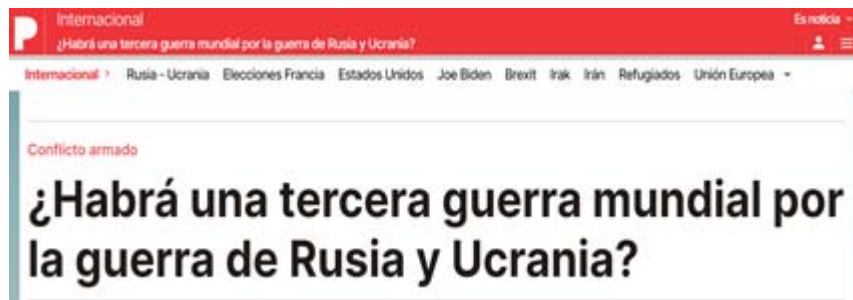 P
Internacional
Es noticia
¿Habrá una tercera guerra mundial por la guerra de Rusia y Ucrania?
Internacional Rusia - Ucrania Elecciones Francia Estados Unidos Joe Biden Brexit Irak Irán Refugiados Unión Europea
Conflicto armado
¿Habrá una tercera guerra mundial por
la guerra de Rusia y Ucrania?